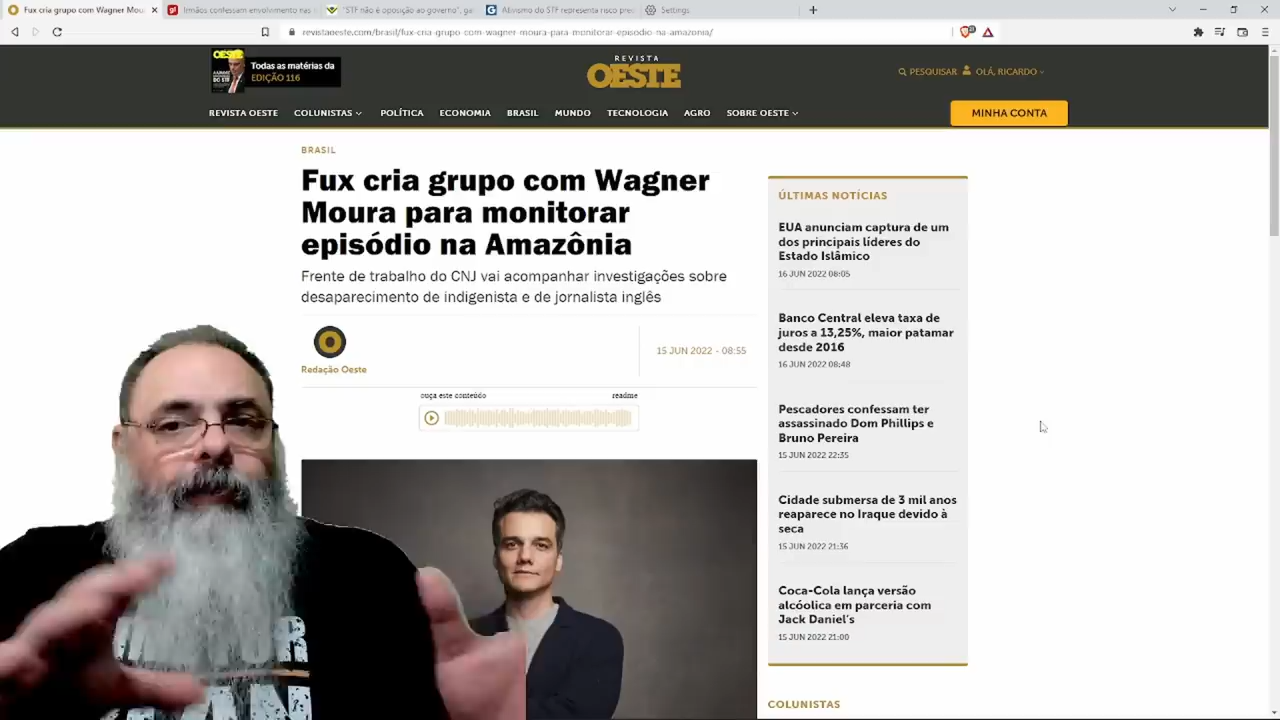 Fux cria grupo com Wagner Mou
Irmãos confessam envolvimento nas
"STF não é oposição ao governo", ga
Ativismo do STF representa risco prev
Settings
revistaoeste.com/brasil/fux-cria-grupo-com-wagner-moura-para-monitorar-episodio-na-amazonia/
OESTE
Todas as matérias da
EDIÇÃO 116
REVISTA
OESTE
PESQUISAR
OLÁ, RICARDO
REVISTA OESTE
COLUNISTAS
POLÍTICA
ECONOMIA
BRASIL
MUNDO
TECNOLOGIA
AGRO
SOBRE OESTE
MINHA CONTA
BRASIL
Fux cria grupo com Wagner
Moura para monitorar
episódio na Amazônia
Frente de trabalho do CNJ vai acompanhar investigações sobre
desaparecimento de indigenista e de jornalista inglês
Redação Oeste
15 JUN 2022 - 08:55
ouça este conteúdo
readme
ÚLTIMAS NOTÍCIAS
EUA anunciam captura de um
dos principais líderes do
Estado Islâmico
16 JUN 2022 08:05
Banco Central eleva taxa de
juros a 13,25%, maior patamar
desde 2016
16 JUN 2022 08:48
Pescadores confessam ter
assassinado Dom Phillips e
Bruno Pereira
15 JUN 2022 22:35
Cidade submersa de 3 mil anos
reaparece no Iraque devido à
seca
15 JUN 2022 21:36
Coca-Cola lança versão
alcóolica em parceria com
Jack Daniel's
15 JUN 2022 21:00
COLUNISTAS